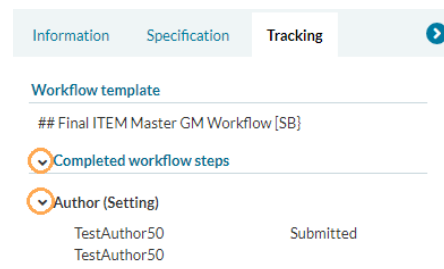 Information Specification Tracking
Workflow template
## Final ITEM Master GM Workflow [SB}
Completed workflow steps
Author (Setting)
TestAuthor50 Submitted
TestAuthor50